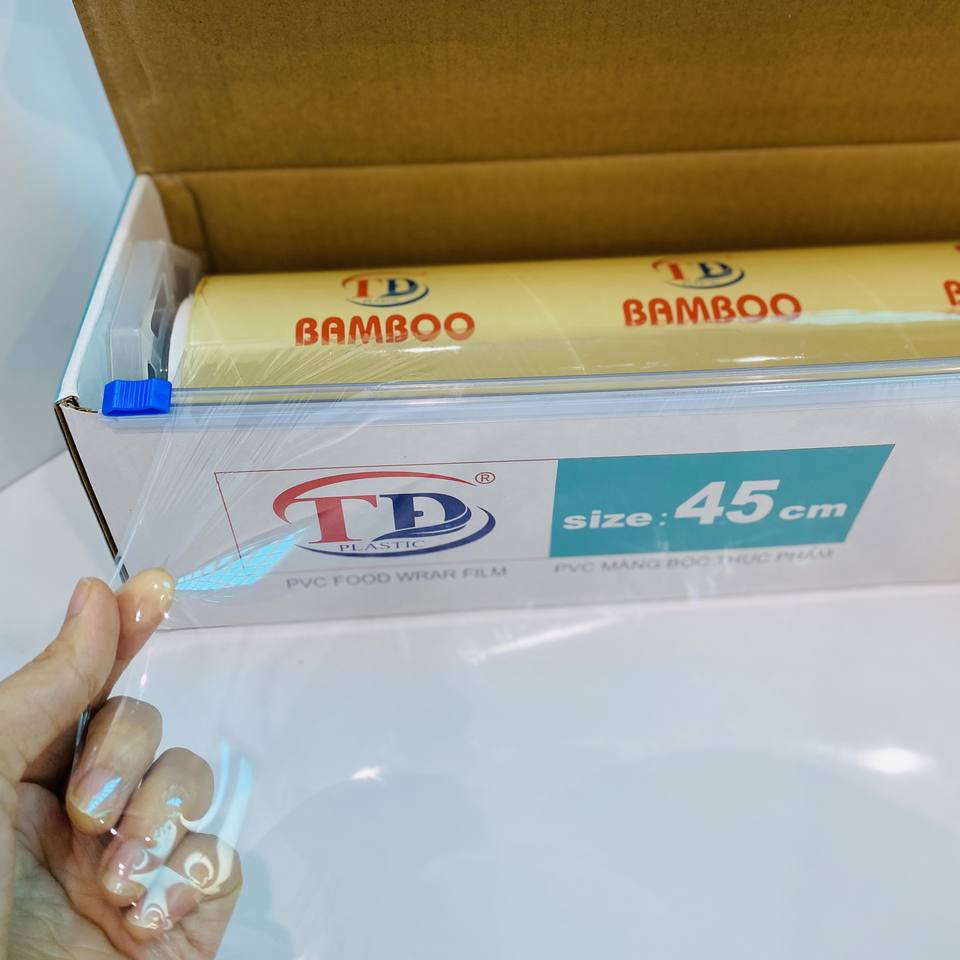 TĐ
BAMBOO
TĐ
BAMBOO
TĐ®
PLASTIC
size: 45 cm
PVC FOOD WRAR FILM
PVC MÀNG BỌC THỰC PHẨM